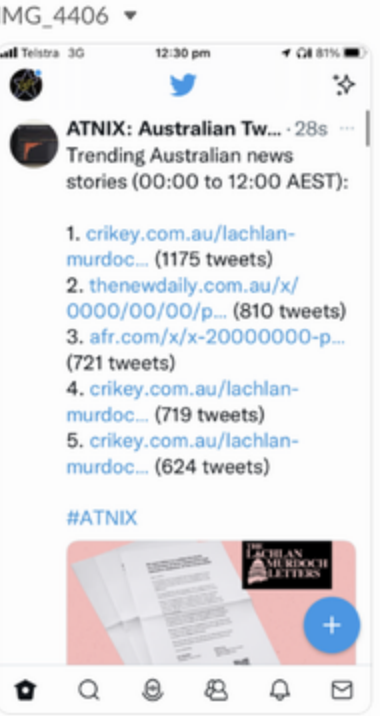 IMG_4406
Telstra 3G 12:30 pm 81%
ATNIX: Australian Tw... · 28s ...
Trending Australian news
stories (00:00 to 12:00 AEST):
1. crikey.com.au/lachlan-
murdoc... (1175 tweets)
2. thenewdaily.com.au/x/
0000/00/00/p... (810 tweets)
3. afr.com/x/x-20000000-p...
(721 tweets)
4. crikey.com.au/lachlan-
murdoc... (719 tweets)
5. crikey.com.au/lachlan-
murdoc... (624 tweets)
#ATNIX
THE
LACHLAN
MURDOCH
LETTERS
+